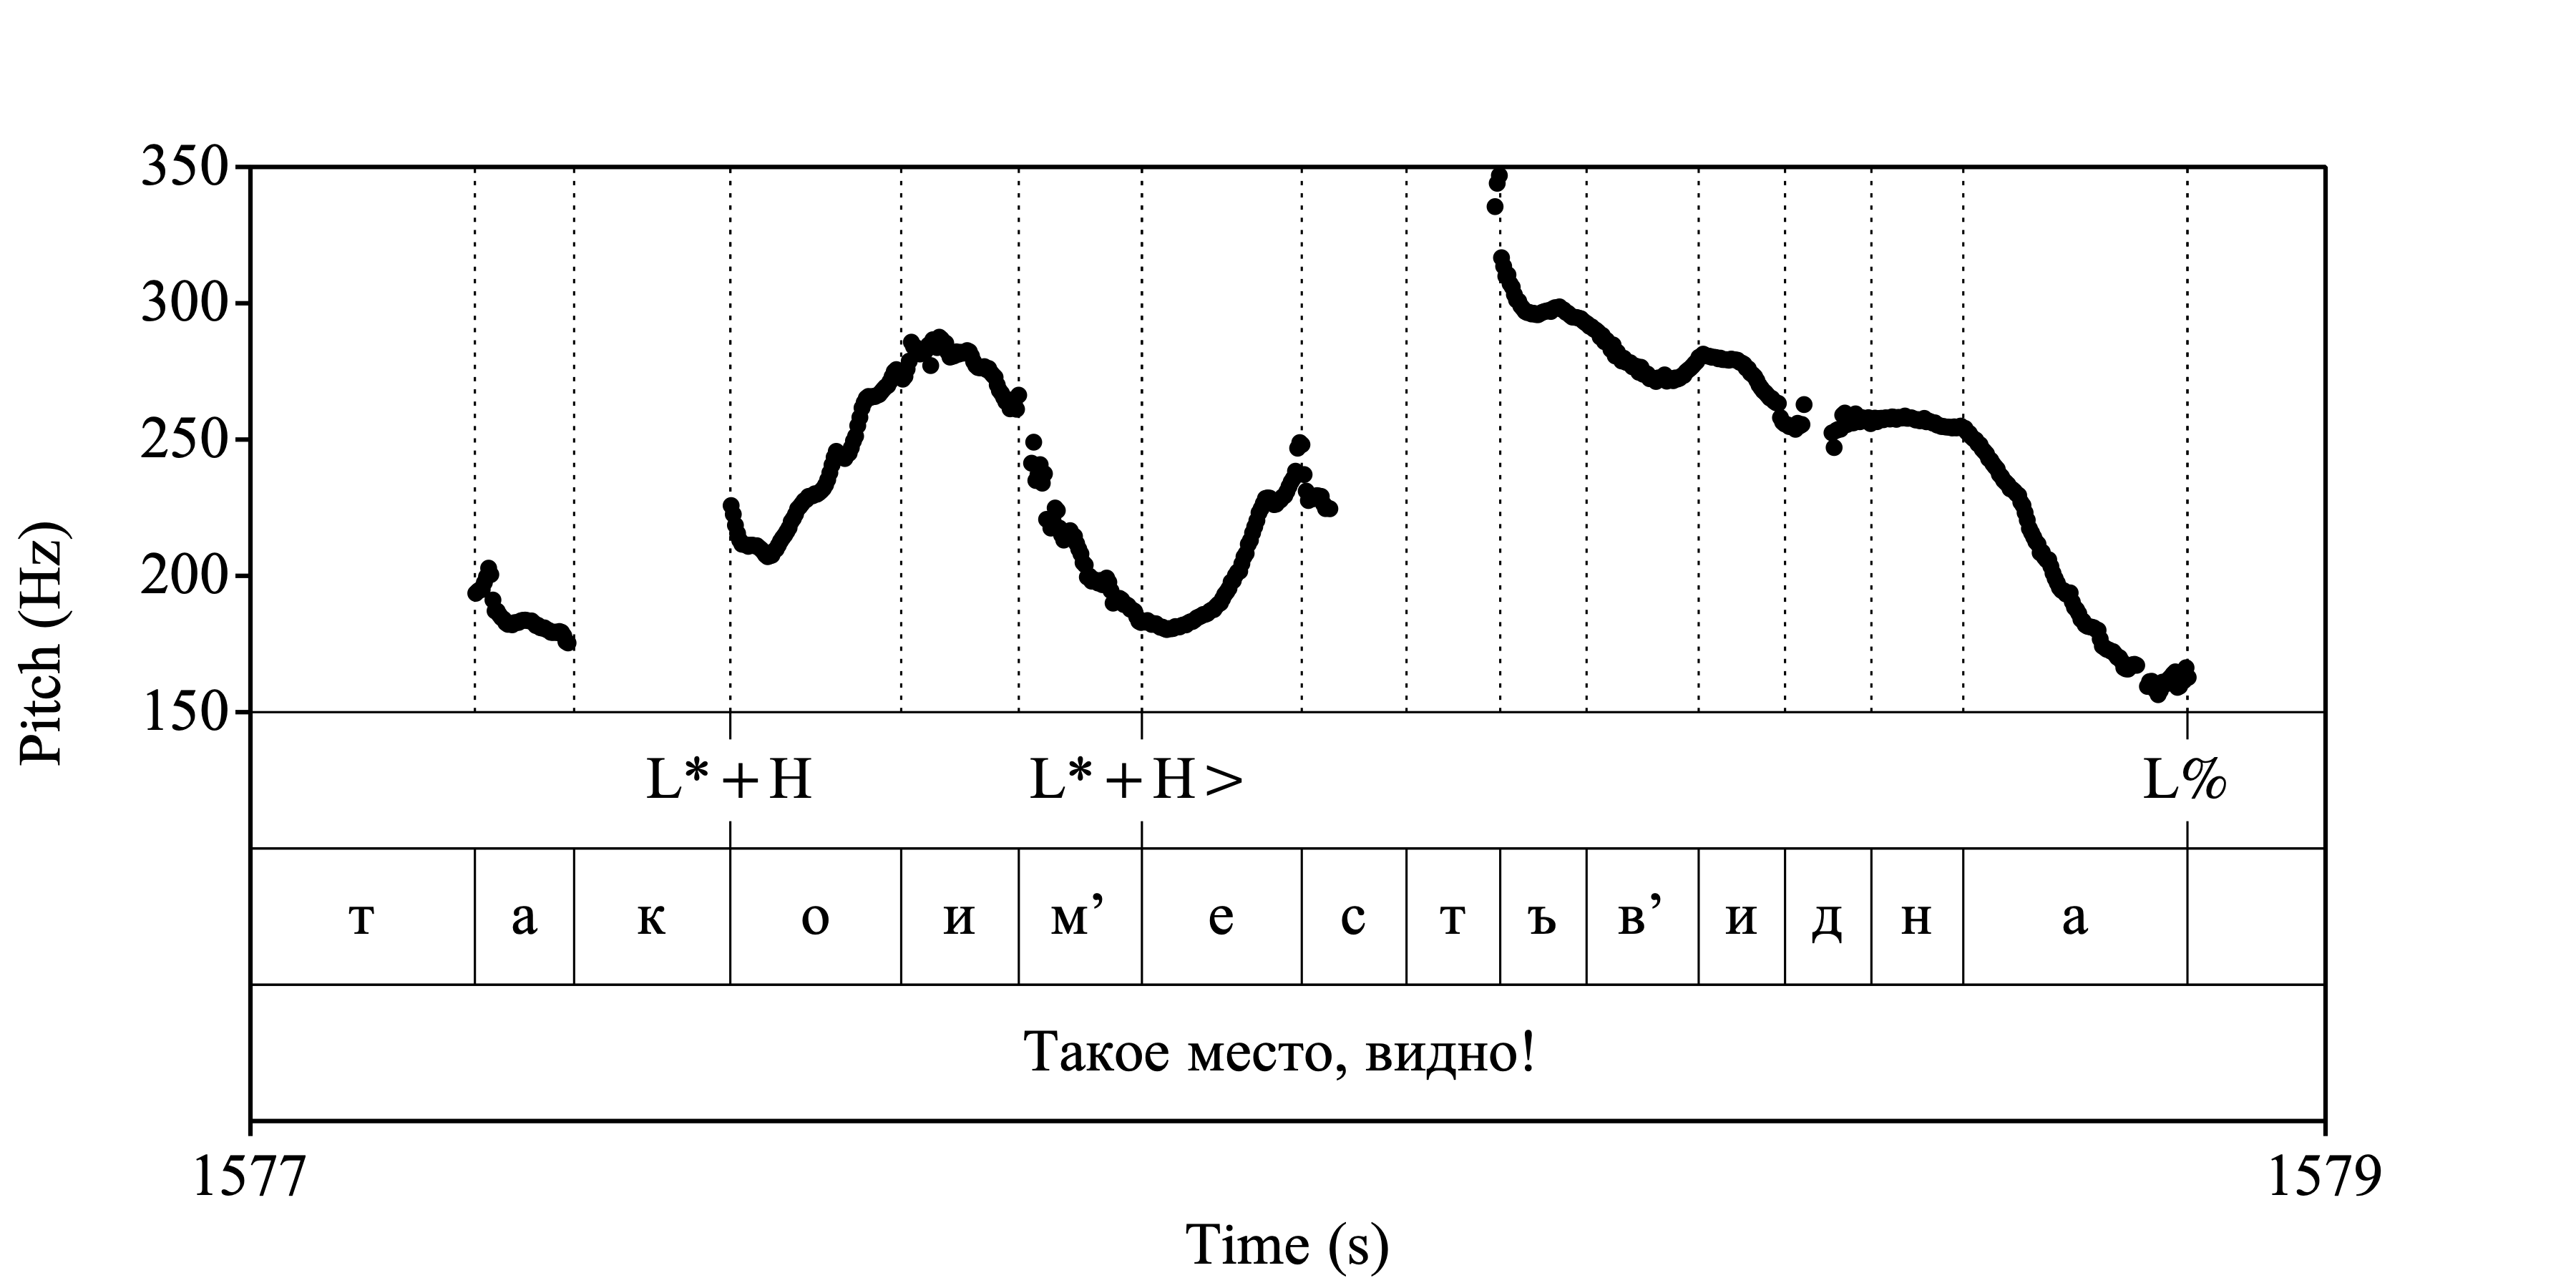 350
300
250
200
150
Pitch (Hz)
L*+H L*+H> L%
т а к о и м’ е с т ъ в’ и д н а
Такое место, видно!
1577 1579
Time (s)